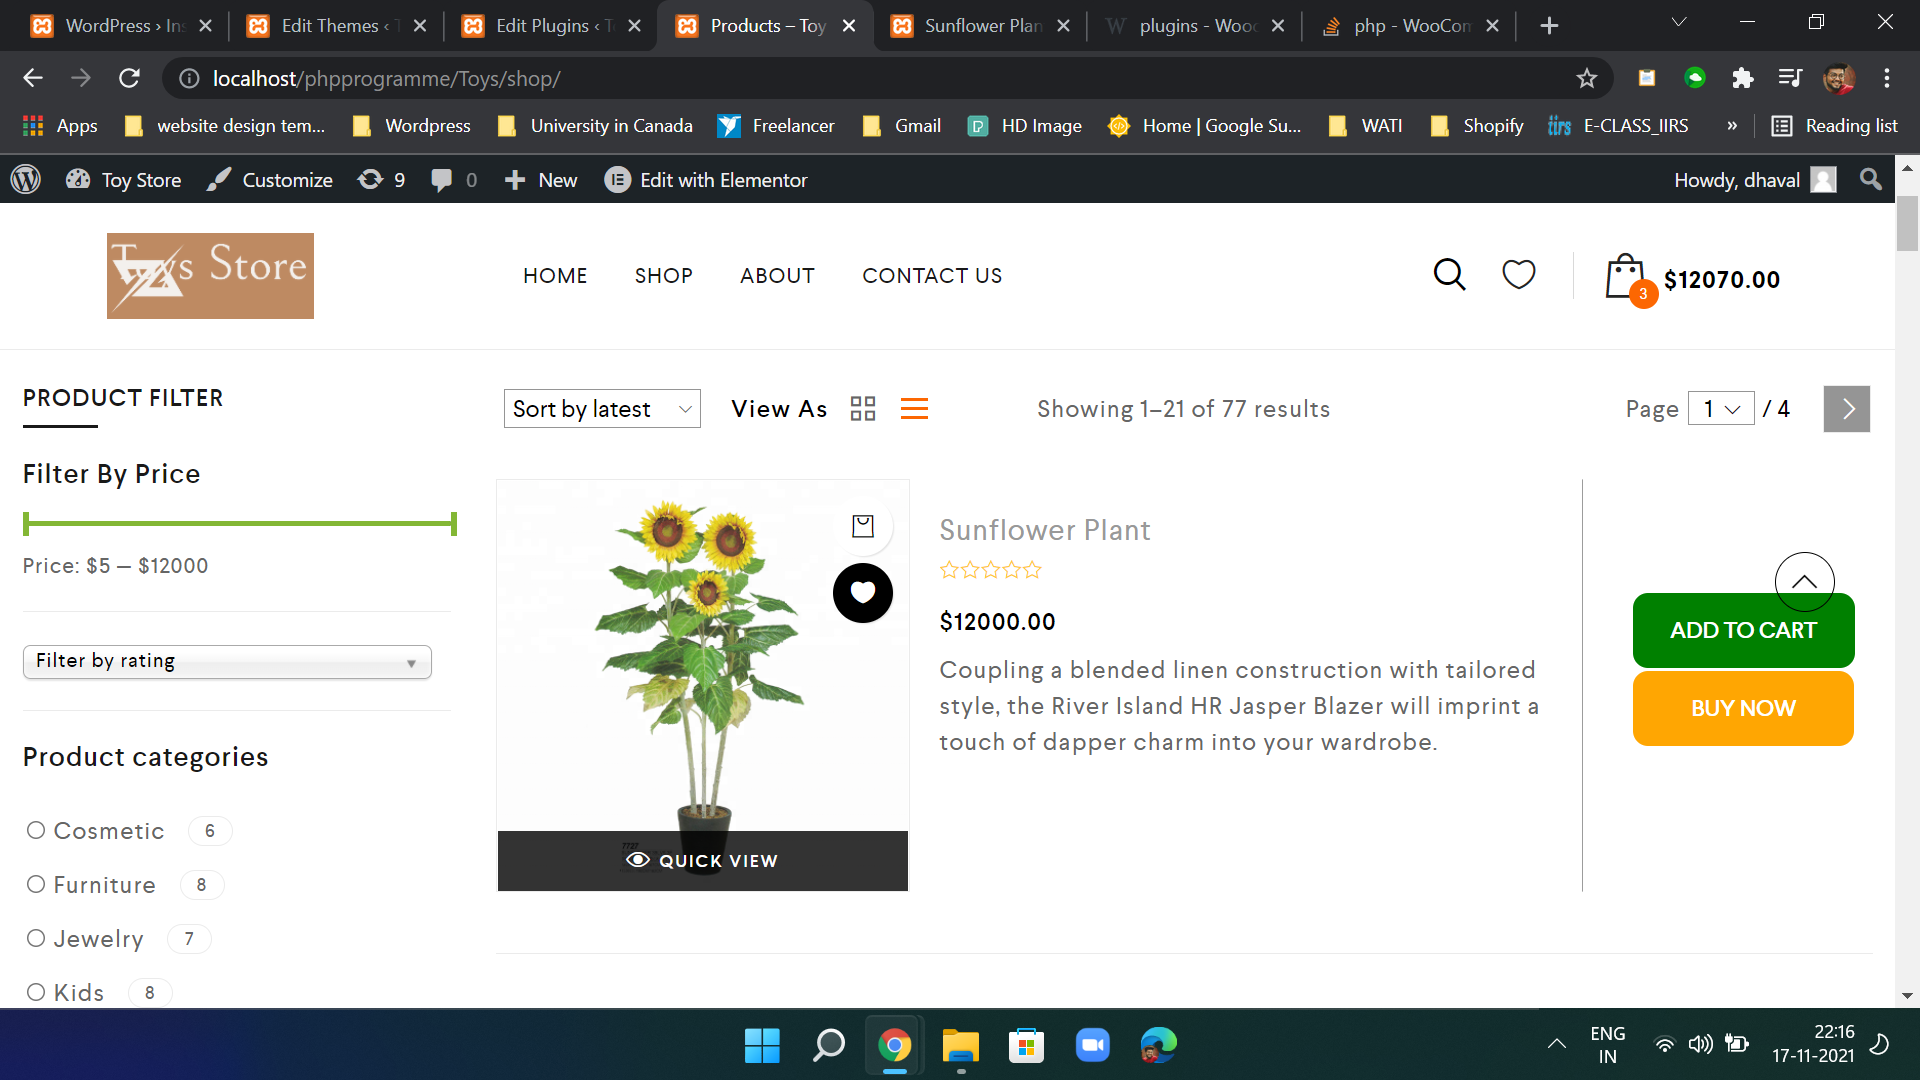 WordPress › Ins
Edit Themes ‹ T
Edit Plugins ‹ To
Products – Toy
Sunflower Plan
plugins - Wooc
php - WooCom
localhost/phpprogramme/Toys/shop/
Apps
website design tem...
Wordpress
University in Canada
Freelancer
Gmail
HD Image
Home | Google Su...
WATI
Shopify
E-CLASS_IIRS
»
Reading list
Toy Store
Customize
9
0
New
Edit with Elementor
Howdy, dhaval
Toys Store
HOME
SHOP
ABOUT
CONTACT US
3
$12070.00
PRODUCT FILTER
Sort by latest
View As
Showing 1–21 of 77 results
Page 1 / 4
Filter By Price
Price: $5 — $12000
Filter by rating
Product categories
Cosmetic 6
Furniture 8
Jewelry 7
Kids 8
Sunflower Plant
$12000.00
Coupling a blended linen construction with tailored
style, the River Island HR Jasper Blazer will imprint a
touch of dapper charm into your wardrobe.
ADD TO CART
BUY NOW
7727
QUICK VIEW
ENG
IN
22:16
17-11-2021